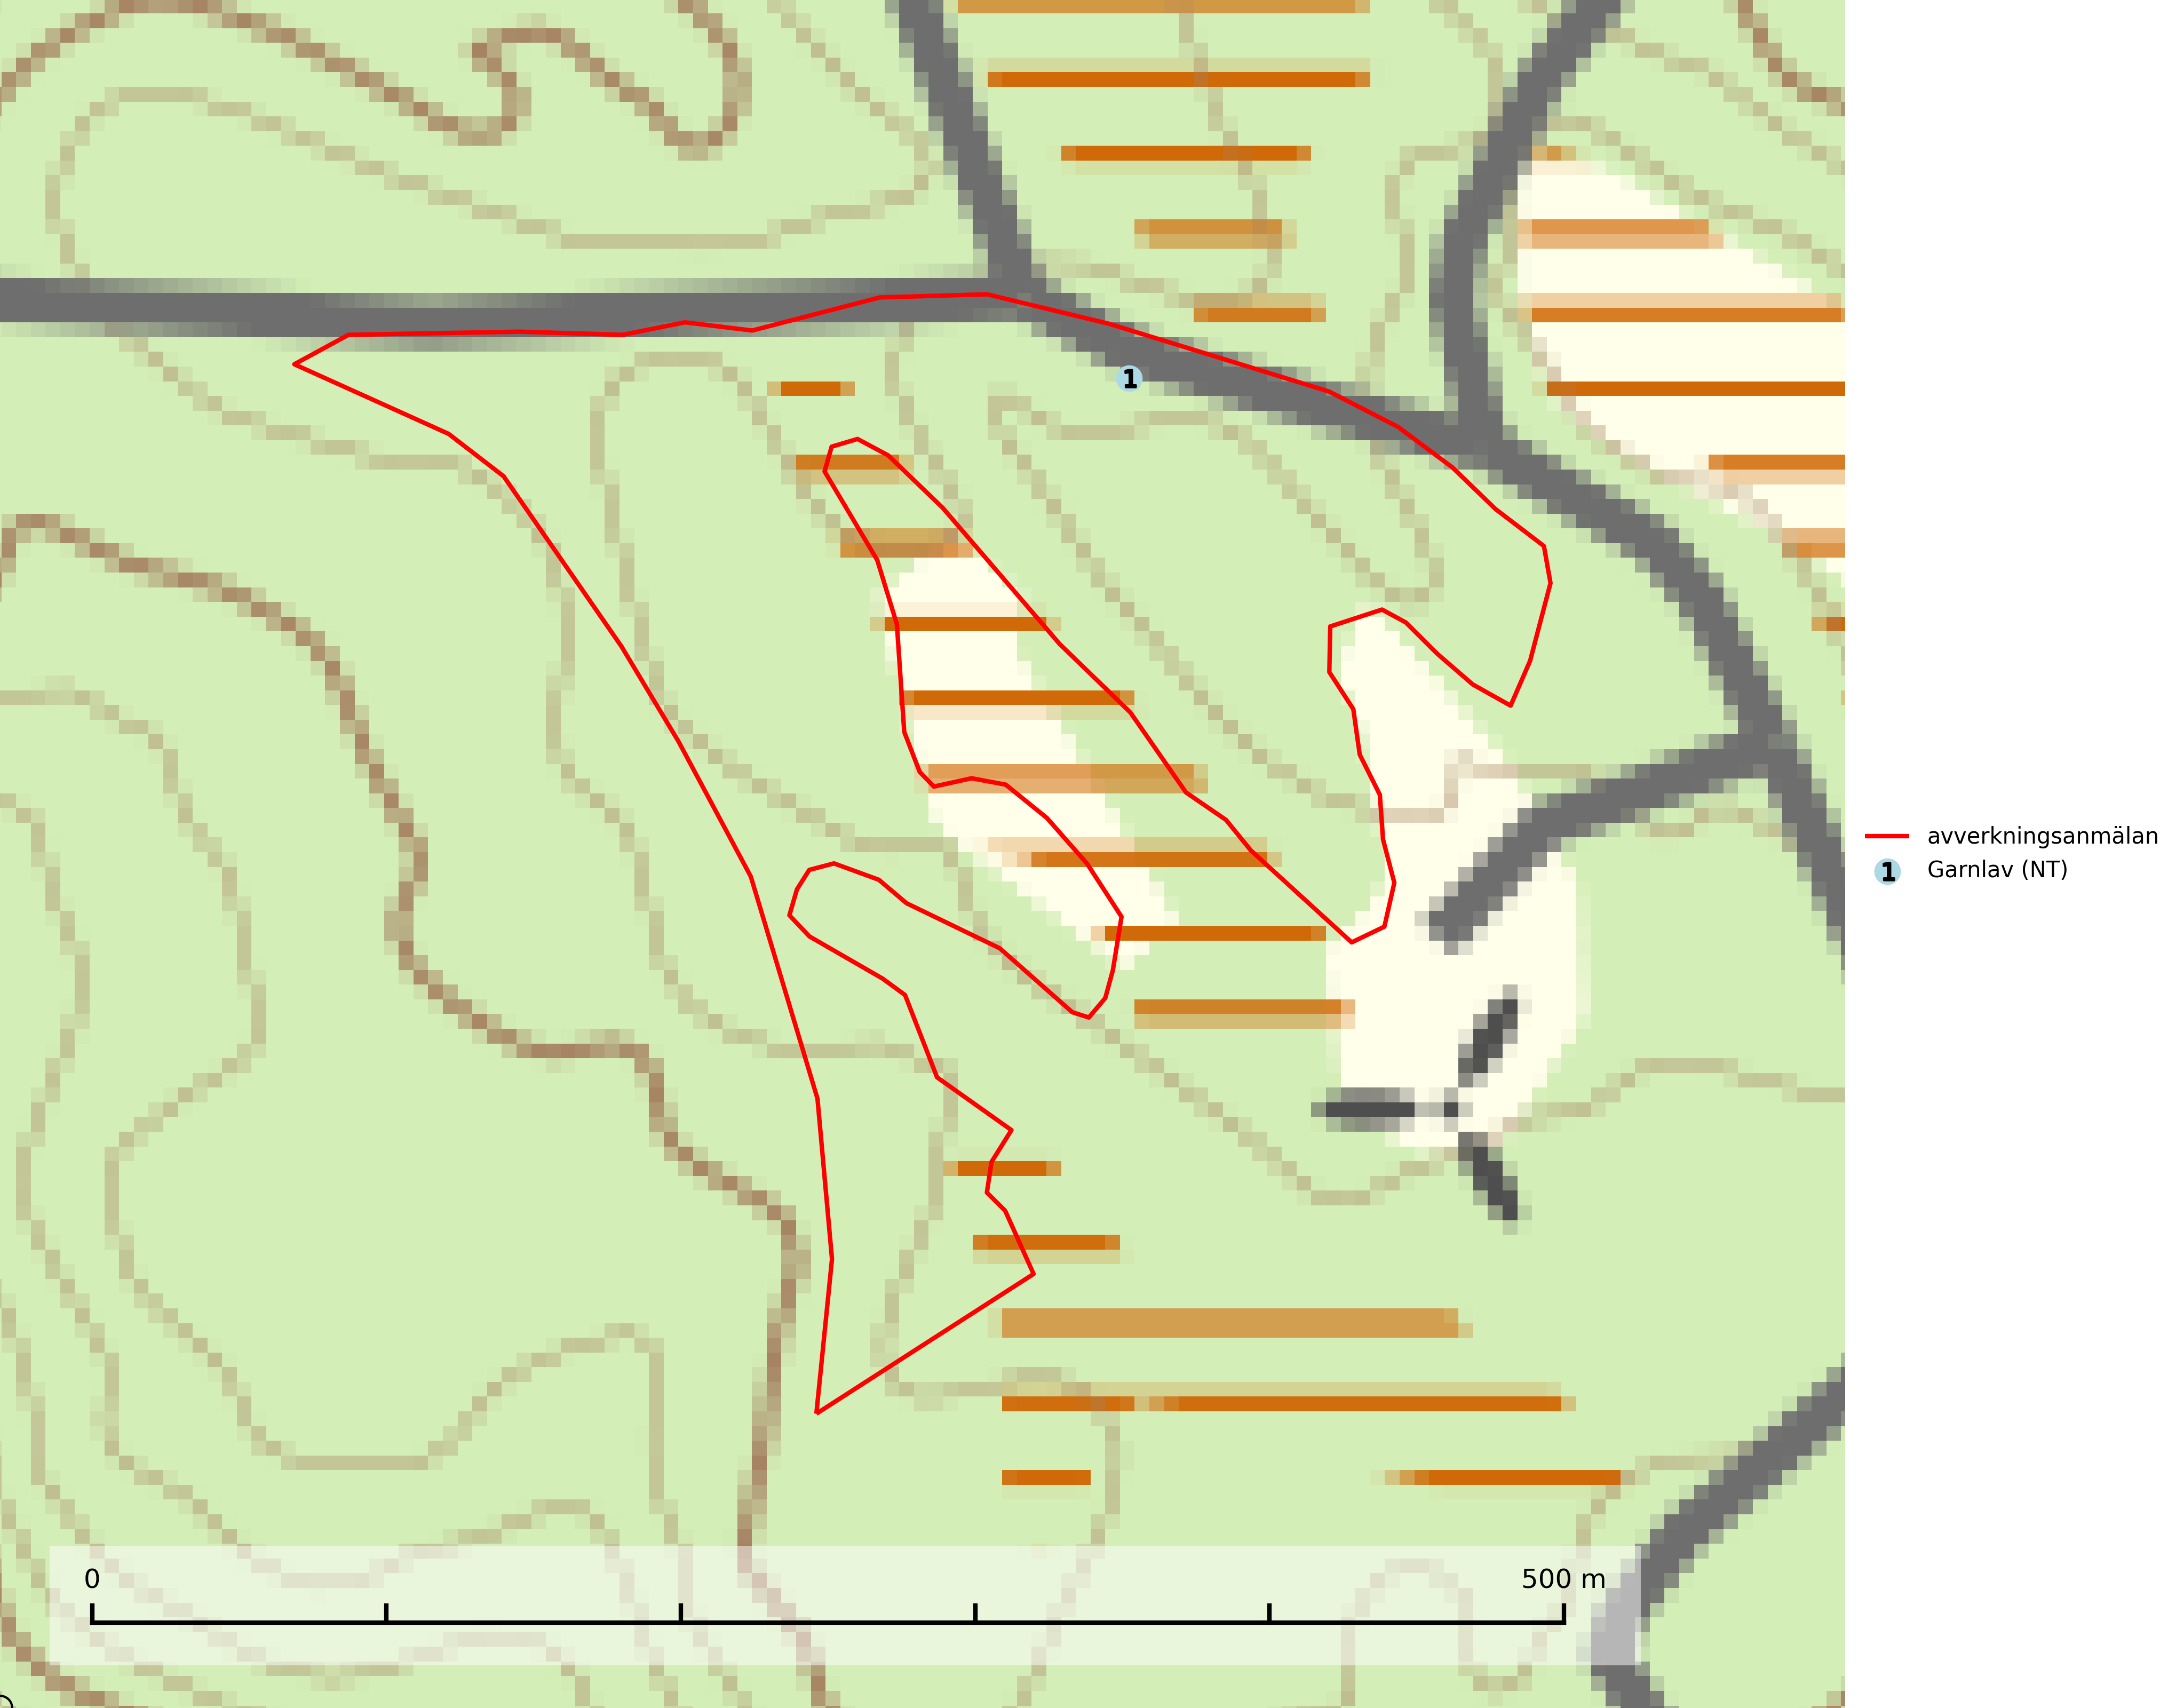 1
avverkningsanmälan
1 Garnlav (NT)
0 500 m